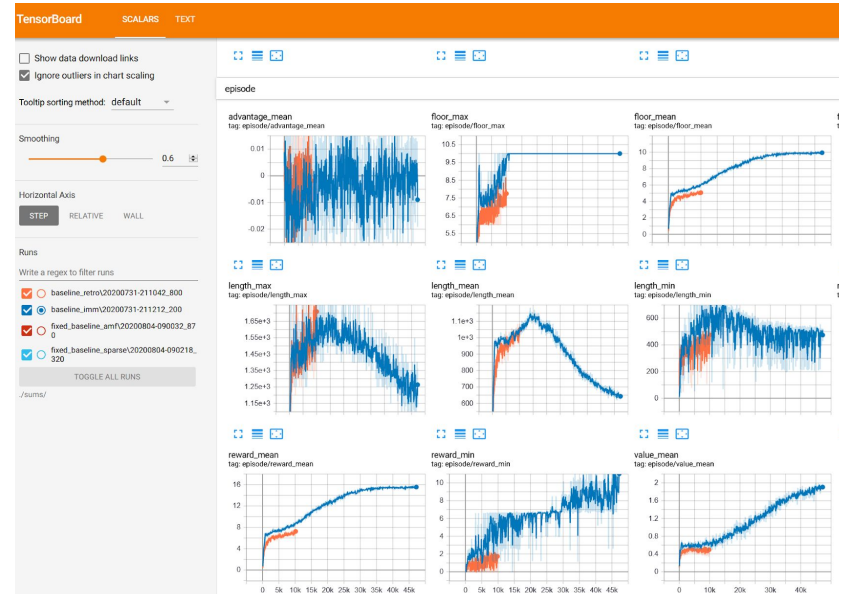 TensorBoard SCALARS TEXT
Show data download links
Ignore outliers in chart scaling
Tooltip sorting method: default
Smoothing
0.6
Horizontal Axis
STEP RELATIVE WALL
Runs
Write a regex to filter runs
baseline_retro\20200731-211042_800
baseline_imm\20200731-211212_200
fixed_baseline_amf\20200804-090032_87
0
fixed_baseline_sparse\20200804-090218_
320
TOGGLE ALL RUNS
./sums/
episode
advantage_mean
tag: episode/advantage_mean
0.01
0
-0.01
-0.02
floor_max
tag: episode/floor_max
10.5
9.5
8.5
7.5
6.5
5.5
floor_mean
tag: episode/floor_mean
10
8
6
4
2
0
length_max
tag: episode/length_max
1.65e+3
1.55e+3
1.45e+3
1.35e+3
1.25e+3
1.15e+3
length_mean
tag: episode/length_mean
1.1e+3
1e+3
900
800
700
600
length_min
tag: episode/length_min
600
400
200
0
reward_mean
tag: episode/reward_mean
16
12
8
4
0
0 5k 10k 15k 20k 25k 30k 35k 40k 45k
reward_min
tag: episode/reward_min
10
8
6
4
2
0
0 5k 10k 15k 20k 25k 30k 35k 40k 45k
value_mean
tag: episode/value_mean
2
1.6
1.2
0.8
0.4
0
0 10k 20k 30k 40k